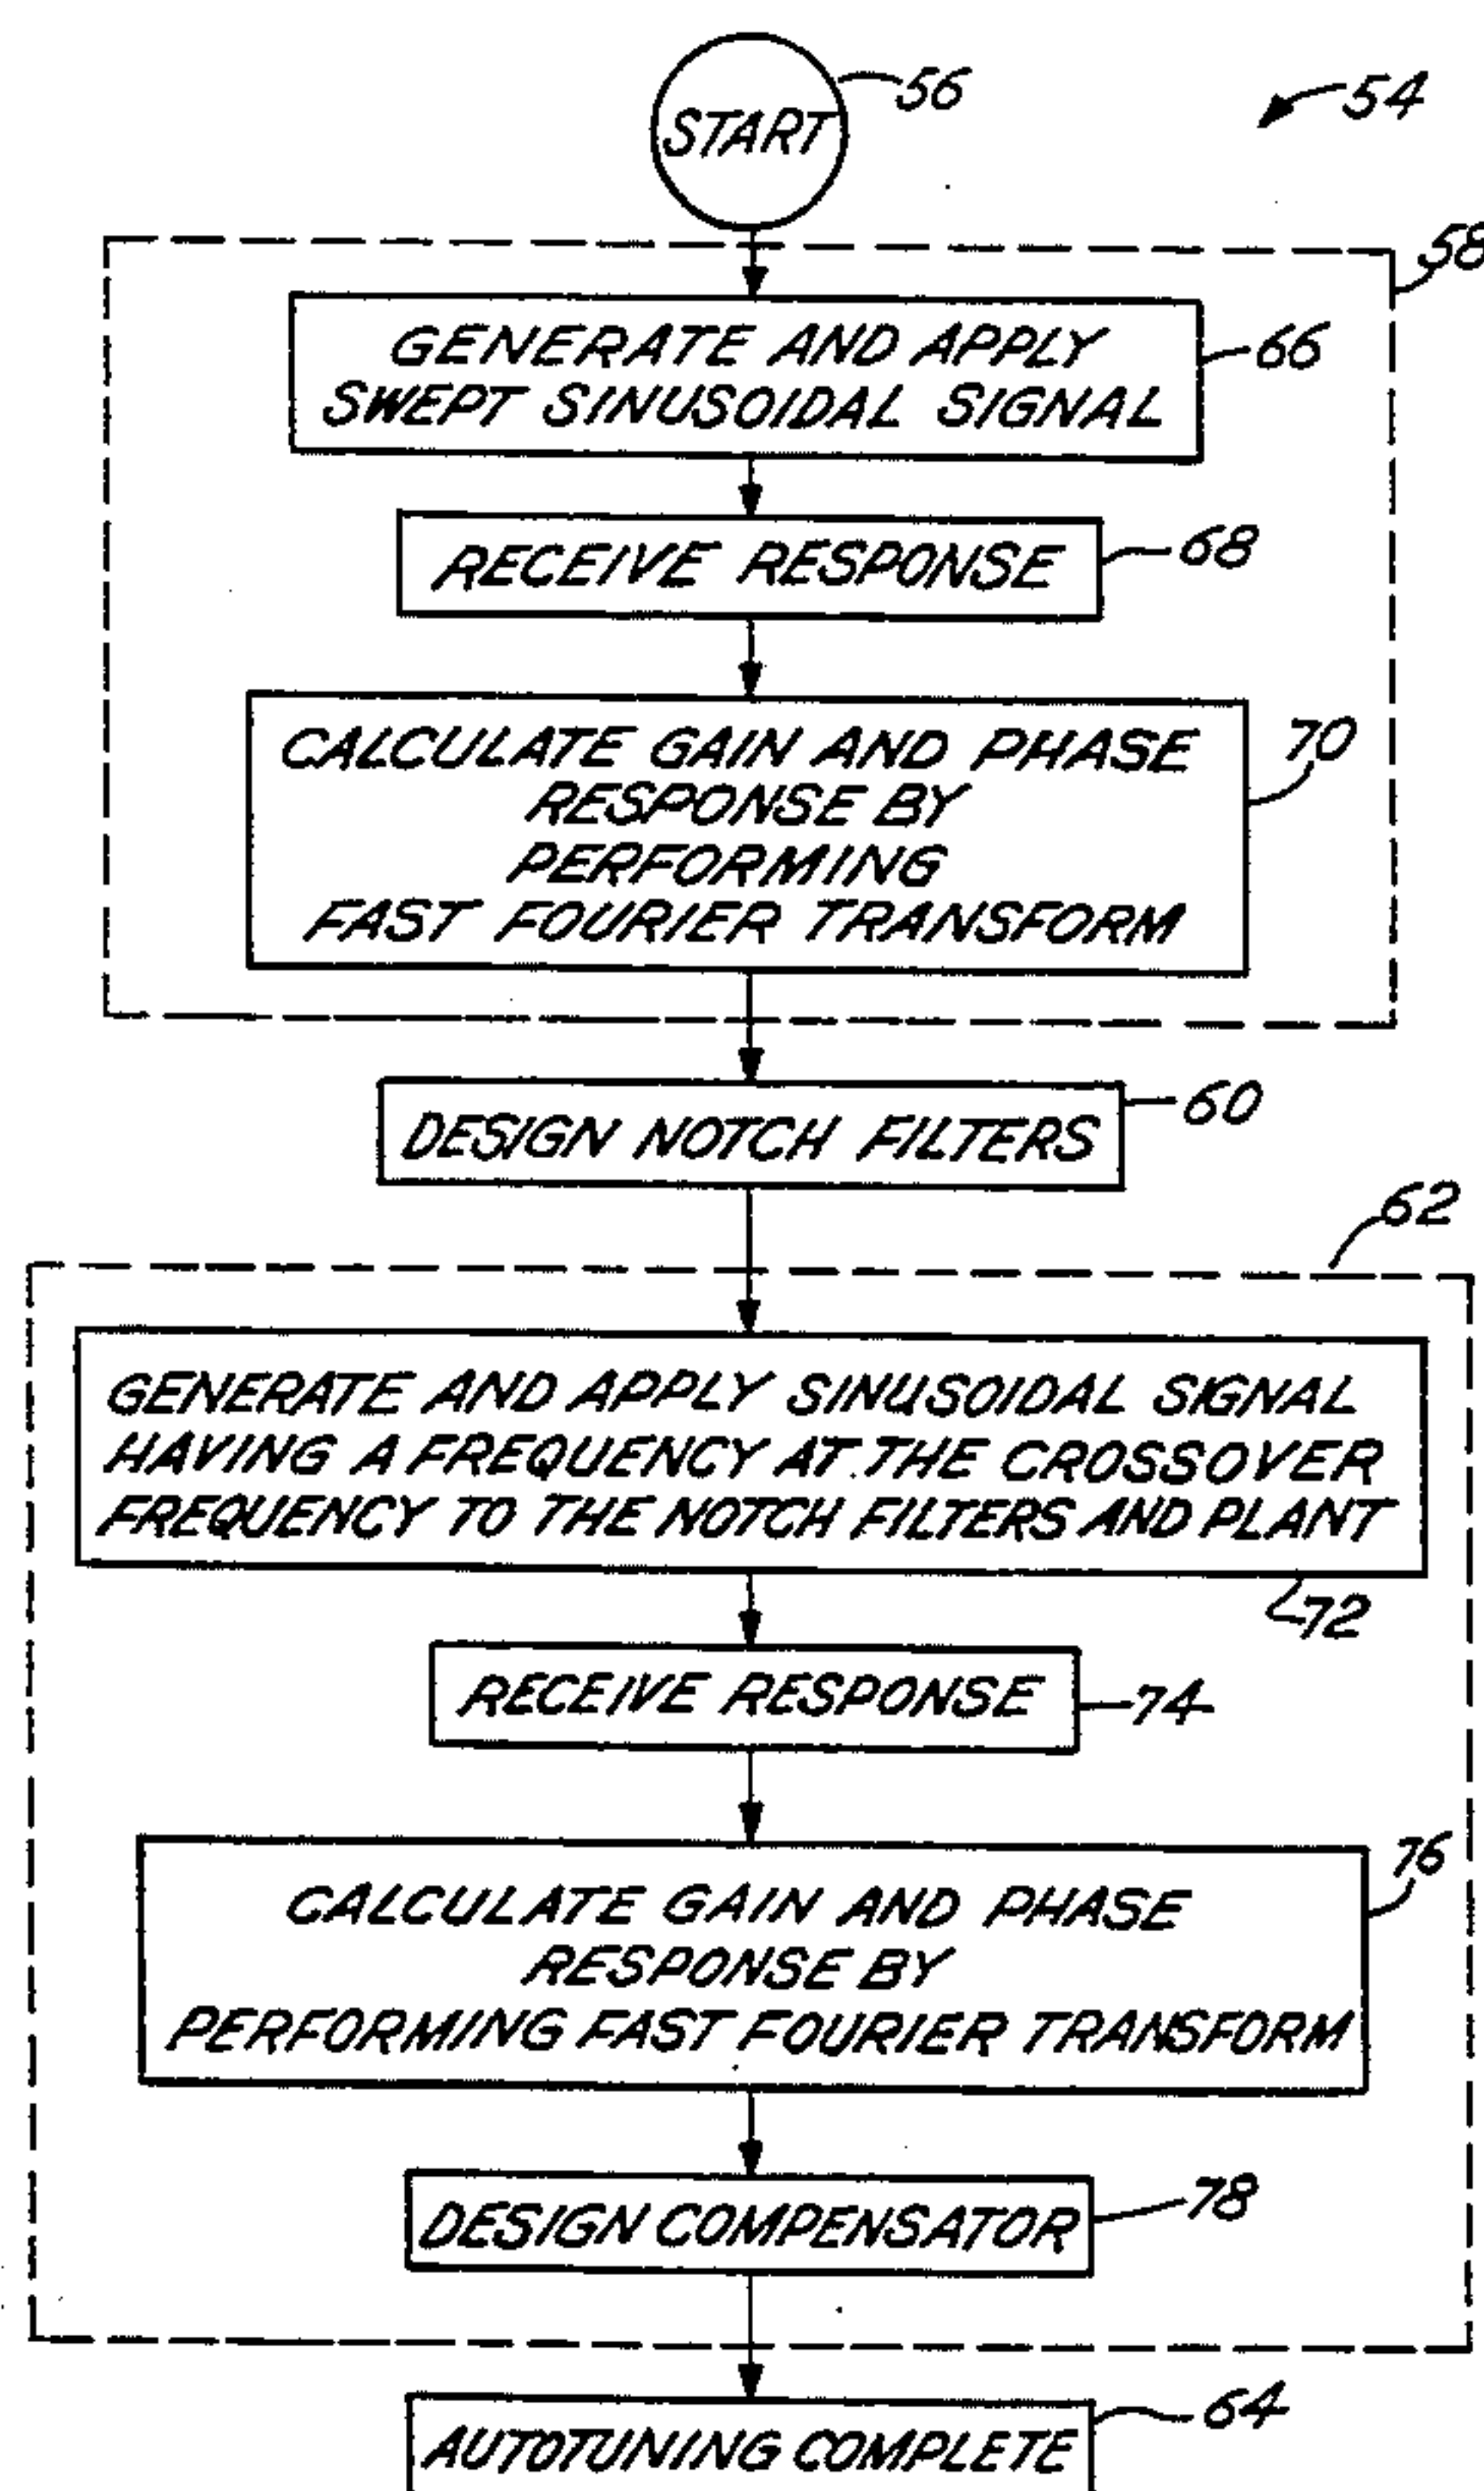 START
56
54
58
GENERATE AND APPLY
SWEPT SINUSOIDAL SIGNAL
66
RECEIVE RESPONSE
68
CALCULATE GAIN AND PHASE
RESPONSE BY
PERFORMING
FAST FOURIER TRANSFORM
70
DESIGN NOTCH FILTERS
60
62
GENERATE AND APPLY SINUSOIDAL SIGNAL
HAVING A FREQUENCY AT THE CROSSOVER
FREQUENCY TO THE NOTCH FILTERS AND PLANT
72
RECEIVE RESPONSE
74
CALCULATE GAIN AND PHASE
RESPONSE BY
PERFORMING FAST FOURIER TRANSFORM
76
DESIGN COMPENSATOR
78
AUTOTUNING COMPLETE
64